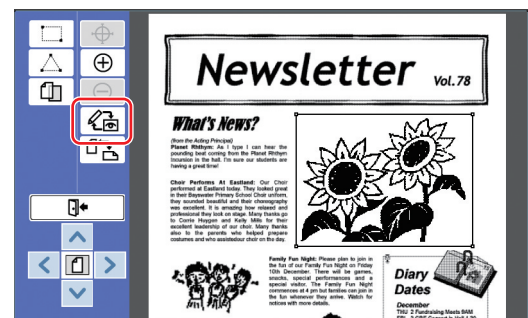 Newsletter Vol.78
What's News?
(from the Acting Principal)
Planet Rhthym: As I type I can hear the
pounding beat coming from the Planet Rhthym
Incursion in the hall. I'm sure our students are
having a great time!
Choir Performs At Eastland: Our Choir
performed at Eastland today. They looked great
in their Bayswater Primary School Choir uniform,
they sounded beautiful and their choreography
was excellent. It is amazing how relaxed and
professional they look on stage. Many thanks go
to Corrie Huygen and Kelly Mills for their
excellent leadership of our choir. Many thanks
also to the parents who helped prepare
costumes and who assistedour choir on the day.
Family Fun Night: Please plan to join in
the fun of our Family Fun Night on Friday
10th December. There will be games,
snacks, special performances and a
special visitor. The Family Fun Night
commences at 4 pm but families can join in
the fun whenever they arrive. Watch for
notices with more details.
Diary
Dates
December
THU 2 Fundraising Meets 9AM